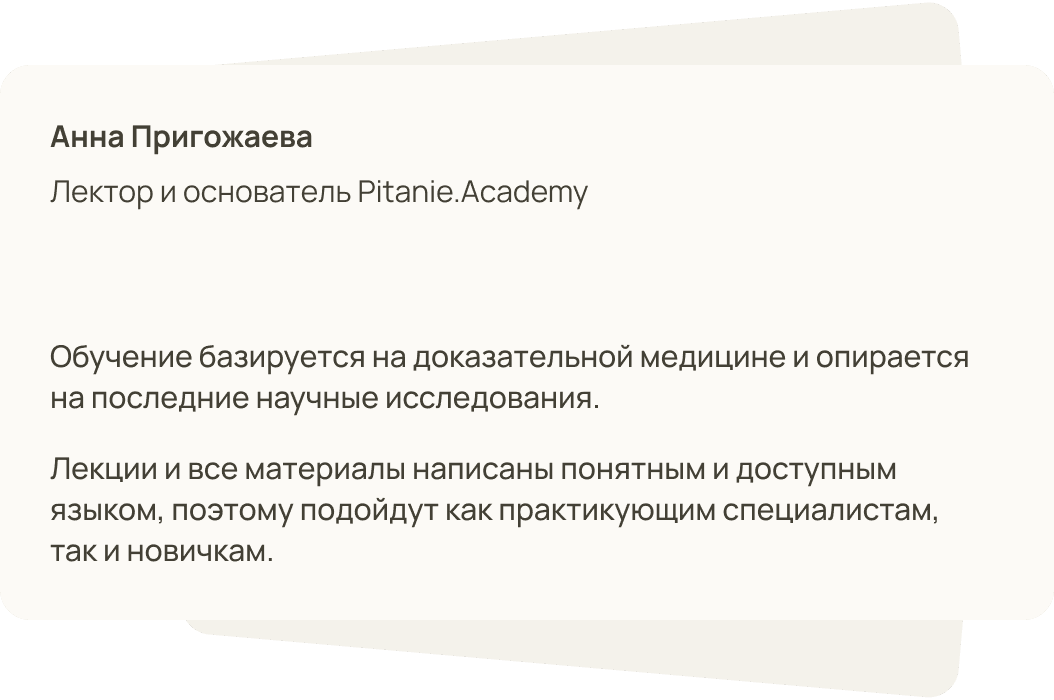 Анна Пригожаева
Лектор и основатель Pitanie.Academy
Обучение базируется на доказательной медицине и опирается
на последние научные исследования.
Лекции и все материалы написаны понятным и доступным
языком, поэтому подойдут как практикующим специалистам,
так и новичкам.